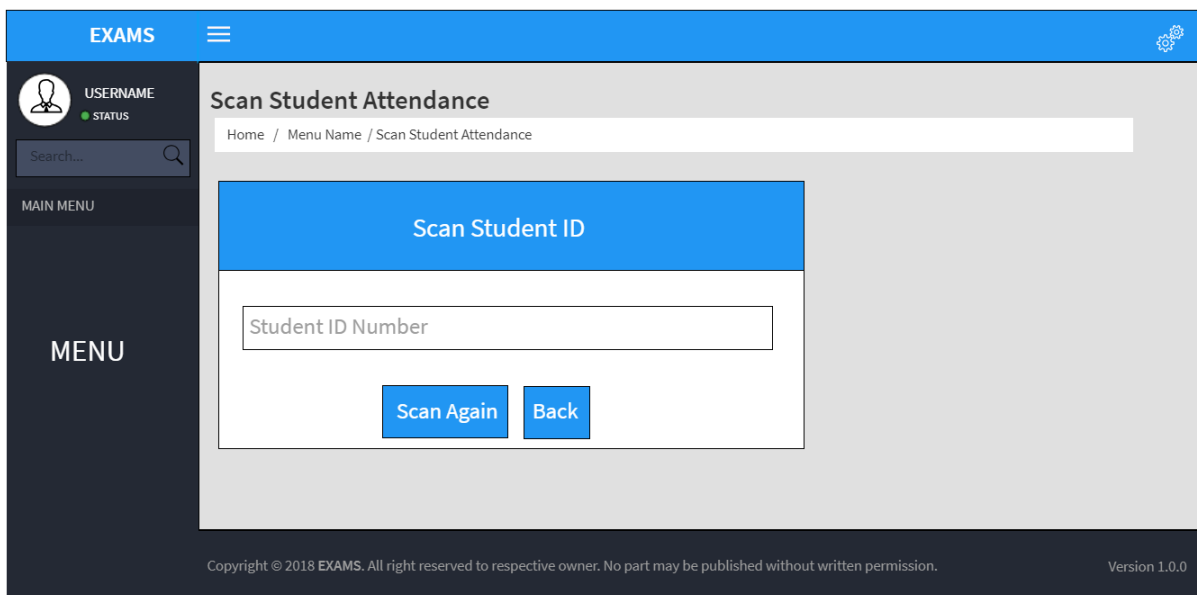 EXAMS
USERNAME
STATUS
Search...
MAIN MENU
MENU
Scan Student Attendance
Home / Menu Name / Scan Student Attendance
Scan Student ID
Student ID Number
Scan Again
Back
Copyright © 2018 EXAMS. All right reserved to respective owner. No part may be published without written permission.
Version 1.0.0